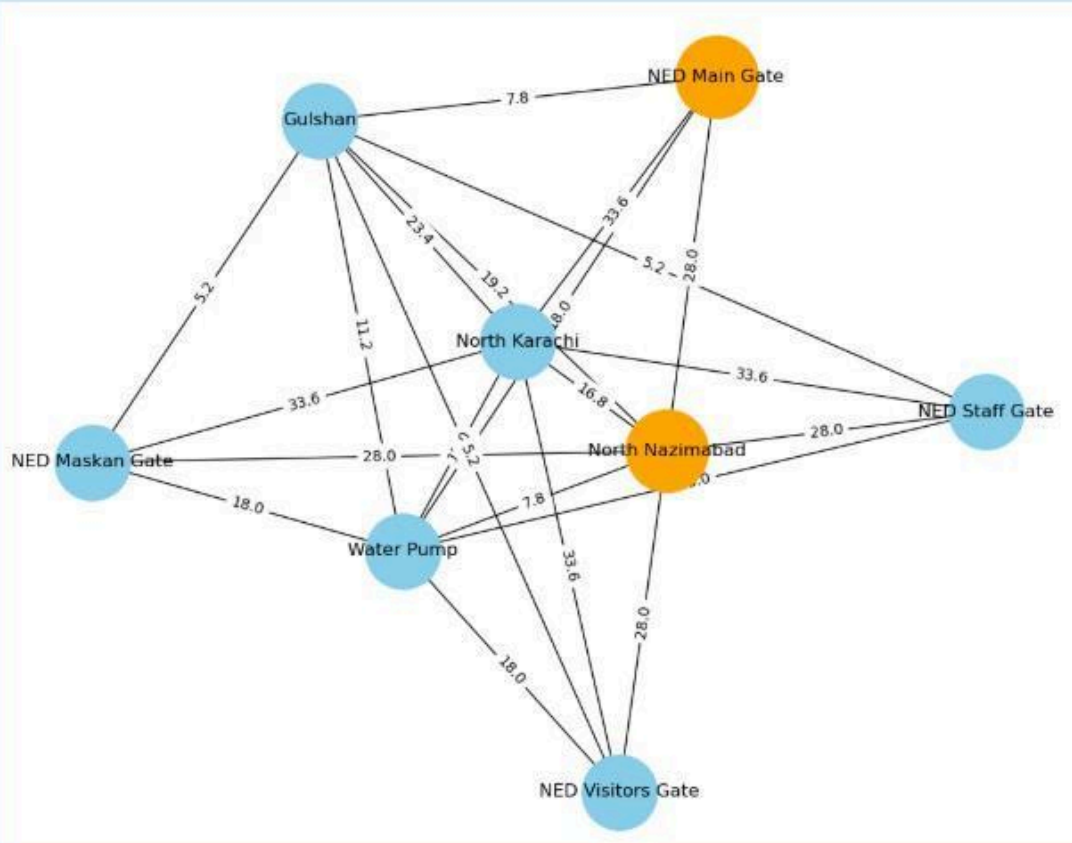 NED Main Gate
7.8
Gulshan
33.6
23.4
5.2
28.0
19.2
5.2
11.2
North Karachi
33.6
16.8
33.6
NED Staff Gate
28.0
5.2
North Nazimabad
28.0
NED Maskan Gate
7.8
18.0
Water Pump
33.6
28.0
18.0
NED Visitors Gate